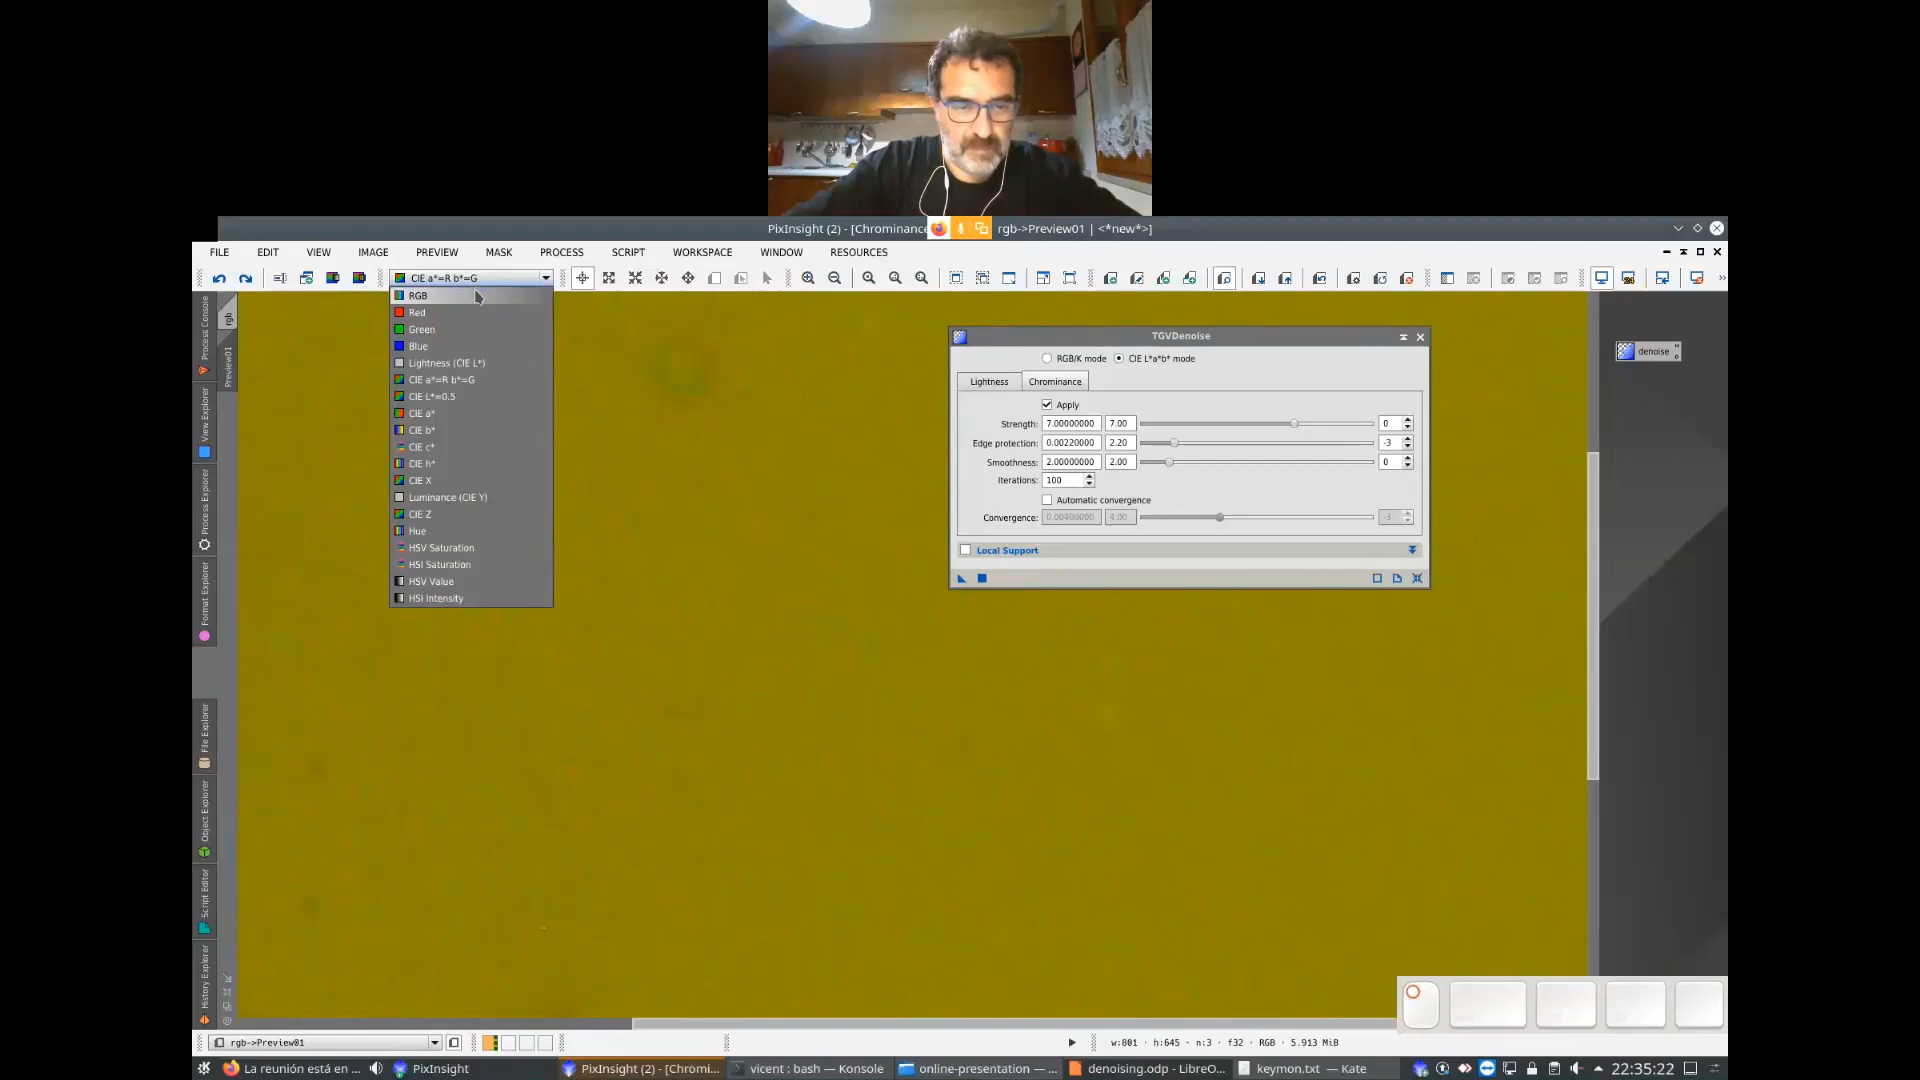 PixInsight (2) - [Chrominance rgb->Preview01 | <*new*>]
FILE EDIT VIEW IMAGE PREVIEW MASK PROCESS SCRIPT WORKSPACE WINDOW RESOURCES
CIE a*=R b*=G
RGB
Red
Green
Blue
Lightness (CIE L*)
CIE a*=R b*=G
CIE L*=0.5
CIE a*
CIE b*
CIE c*
CIE h*
CIE X
Luminance (CIE Y)
CIE Z
Hue
HSV Saturation
HSI Saturation
HSV Value
HSI Intensity
Process Console
View Explorer
Process Explorer
Format Explorer
File Explorer
Object Explorer
Script Editor
History Explorer
rgb
Preview01
TGVDenoise
RGB/K mode CIE L*a*b* mode
Lightness Chrominance
Apply
Strength: 7.00000000 7.00 0
Edge protection: 0.00220000 2.20 -3
Smoothness: 2.00000000 2.00 0
Iterations: 100
Automatic convergence
Convergence: 0.00400000 4.00 -3
Local Support
denoise
rgb->Preview01
w:801 · h:645 · n:3 · f32 · RGB · 5.913 MiB
La reunión está en ...
PixInsight
PixInsight (2) - [Chromi...
vicent : bash — Konsole
online-presentation — ...
denoising.odp - LibreO...
keymon.txt — Kate
22:35:22